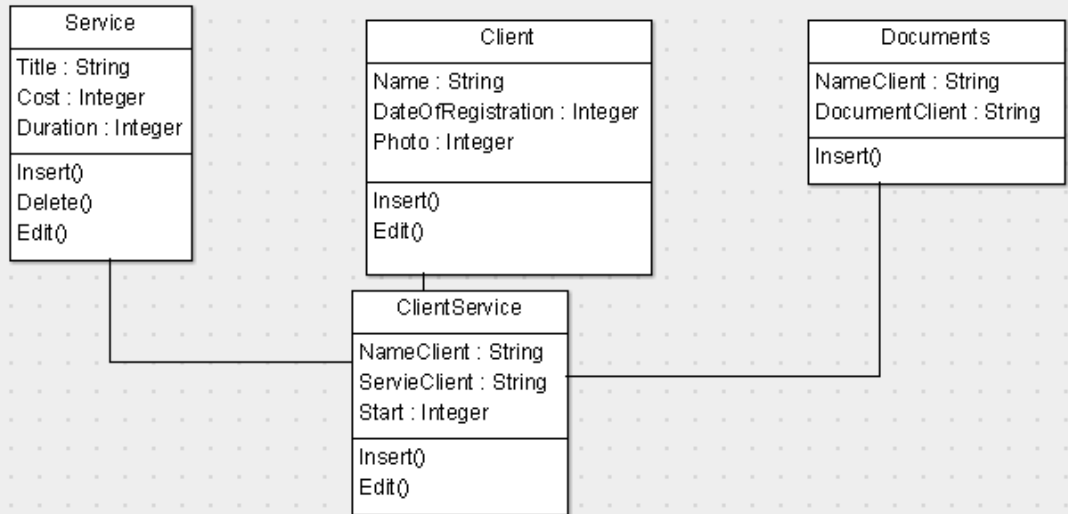 Service
Title : String
Cost : Integer
Duration : Integer
Insert()
Delete()
Edit()
Client
Name : String
DateOfRegistration : Integer
Photo : Integer
Insert()
Edit()
Documents
NameClient : String
DocumentClient : String
Insert()
ClientService
NameClient : String
ServieClient : String
Start : Integer
Insert()
Edit()